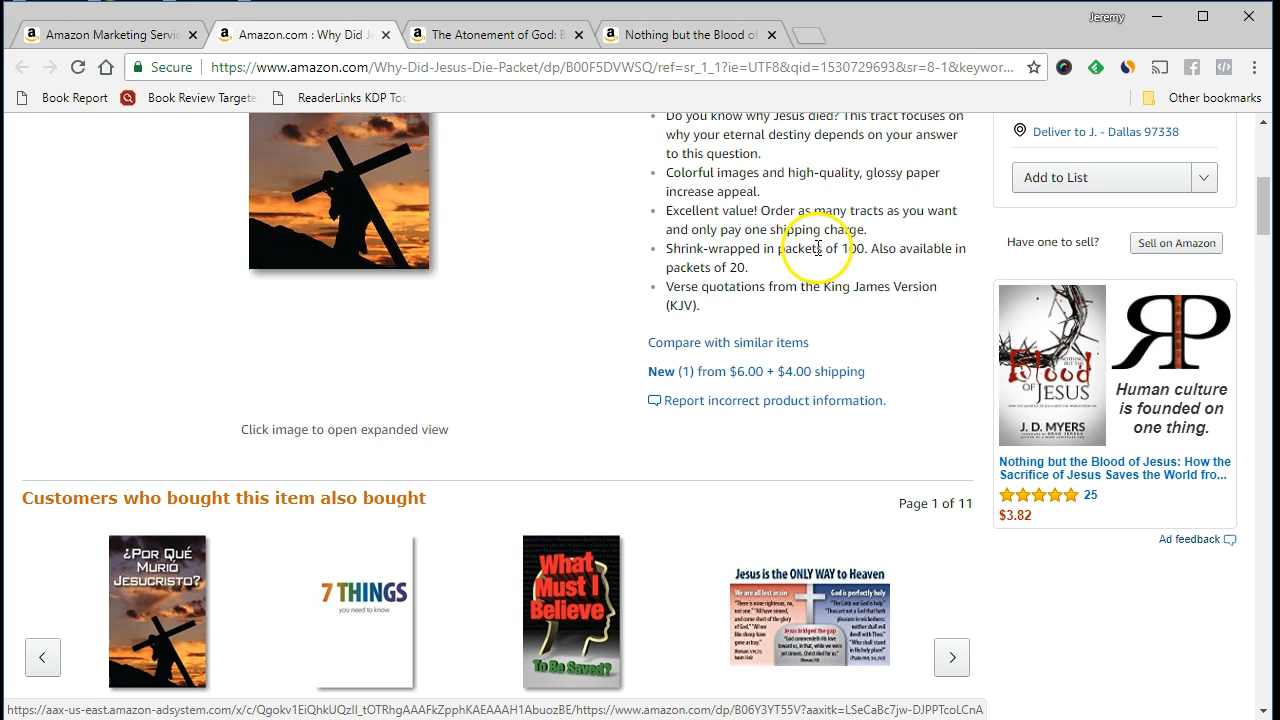 Jeremy
Amazon Marketing Servic
Amazon.com : Why Did J
The Atonement of God: B
Nothing but the Blood of
Secure
https://www.amazon.com/Why-Did-Jesus-Die-Packet/dp/B00F5DVWSQ/ref=sr_1_1?ie=UTF8&qid=1530729693&sr=8-1&keywor...
Book Report
Book Review Targete
ReaderLinks KDP Toc
Other bookmarks
Do you know why Jesus died? This tract focuses on
why your eternal destiny depends on your answer
to this question.
Colorful images and high-quality, glossy paper
increase appeal.
Excellent value! Order as many tracts as you want
and only pay one shipping charge.
Shrink-wrapped in packets of 100. Also available in
packets of 20.
Verse quotations from the King James Version
(KJV).
Compare with similar items
New (1) from $6.00 + $4.00 shipping
Report incorrect product information.
Click image to open expanded view
Deliver to J. - Dallas 97338
Add to List
Have one to sell?
Sell on Amazon
NOTHING BUT THE
Blood
OF JESUS
J. D. MYERS
Human culture
is founded on
one thing.
Nothing but the Blood of Jesus: How the
Sacrifice of Jesus Saves the World fro...
25
$3.82
Ad feedback
Customers who bought this item also bought
Page 1 of 11
¿POR QUÉ
MURIÓ
JESUCRISTO?
7 THINGS
you need to know
What
Must I
Believe
To Be Saved?
Jesus is the ONLY WAY to Heaven
We are all lost in sin
God is perfectly holy
Jesus bridged the gap
https://aax-us-east.amazon-adsystem.com/x/c/Qgokv1EiQhkUQzII_tOTRhgAAAFkZpphKAEAAAH1AbuozBE/https://www.amazon.com/dp/B06Y3YT55V?aaxitk=LSeCaBc7jw-DJPPTcoLCnA